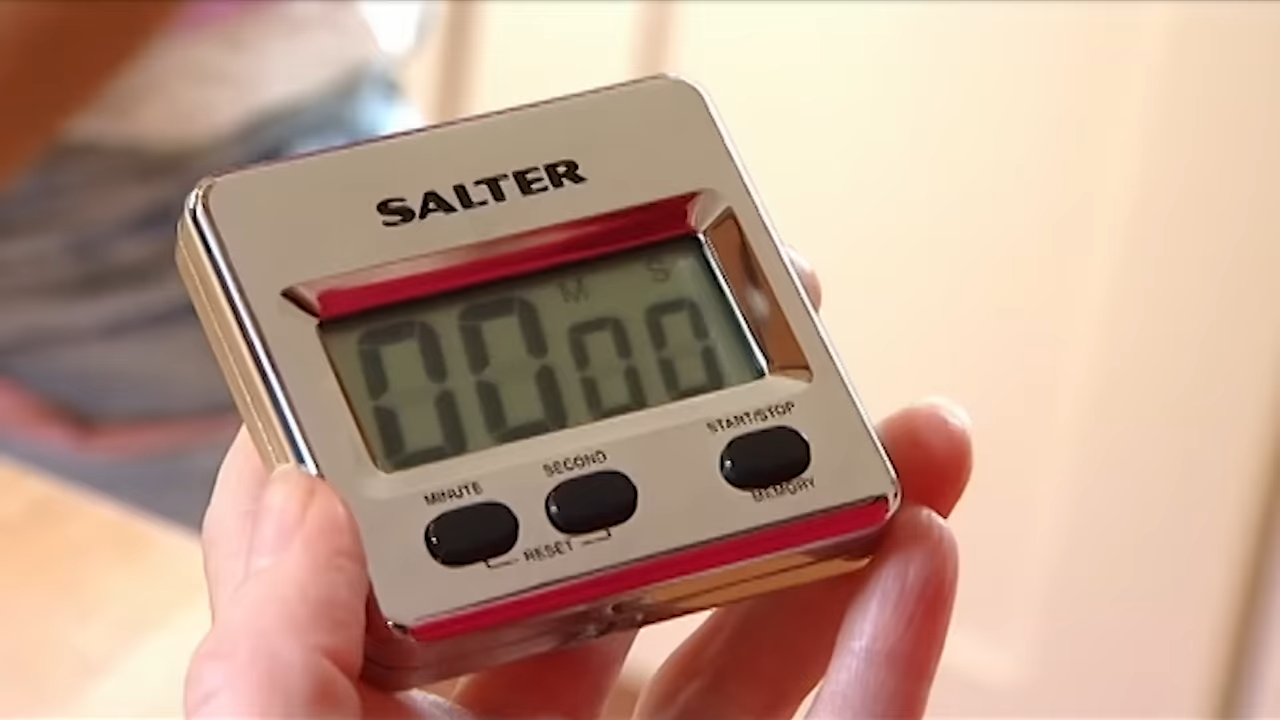 SALTER
M S
00 00
START/STOP
MINUTE SECOND
MEMORY
RESET